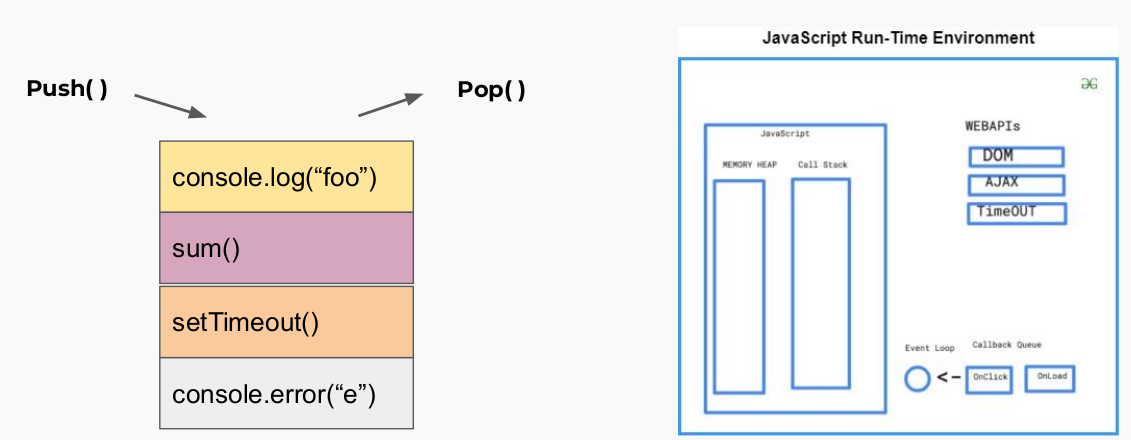 Push( )
Pop( )
console.log(“foo”)
sum()
setTimeout()
console.error(“e”)
JavaScript Run-Time Environment
JavaScript
MEMORY HEAP
Call Stack
WEBAPIs
DOM
AJAX
TimeOUT
Event Loop
Callback Queue
<-
OnClick
OnLoad